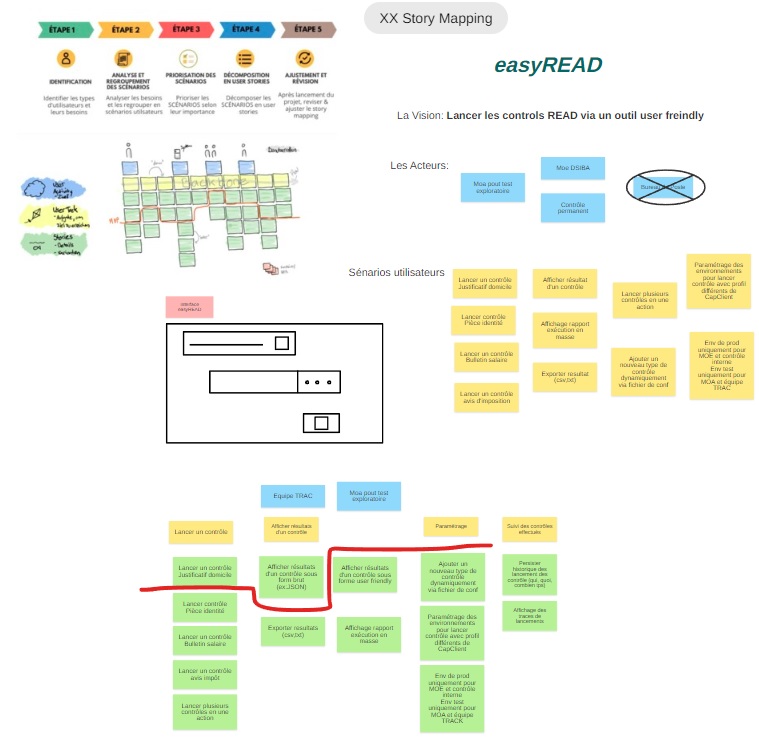 XX Story Mapping
ÉTAPE 1
ÉTAPE 2
ÉTAPE 3
ÉTAPE 4
ÉTAPE 5
IDENTIFICATION
Identifier les types
d'utilisateurs et
leurs besoins
ANALYSE ET
REGROUPEMENT
DES SCÉNARIOS
Analyser les besoins
et les regrouper en
scénarios utilisateurs
PRIORISATION DES
SCÉNARIOS
Prioriser les
SCÉNARIOS selon
leur importance
DÉCOMPOSITION
EN USER STORIES
Décomposer les
SCÉNARIOS en user
stories
AJUSTEMENT ET
RÉVISION
Après lancement du
projet, reviser &
ajuster le story
mapping
easyREAD
La Vision: Lancer les controls READ via un outil user freindly
Les Acteurs:
Moa pout test
exploratoire
Moe DSIBA
Contrôle
permanent
User
Activity
User Task
Stories
- Details
Backbone
Sénarios utilisateurs
Lancer un contrôle
Justificatif domicile
Lancer contrôle
Pièce identité
Lancer un contrôle
Bulletin salaire
Lancer un contrôle
avis d'imposition
Afficher résultat
d'un contrôle
Affichage rapport
exécution en
masse
Exporter resultat
(csv,txt)
Lancer plusieurs
contrôles en une
action
Ajouter un
nouveau type de
contrôle
dynamiquement
via fichier de conf
Paramétrage des
environnements
pour lancer
contrôle avec profil
différents de
CapClient
Env de prod
uniquement pour
MOE et contrôle
interne
Env test
uniquement pour
MOA et équipe
TRAC
Interface
easyREAD
Equipe TRAC
Moa pout test
exploratoire
Lancer un contrôle
Afficher résultats
d'un contrôle
Paramétrage
Suivi des contrôles
effectués
Lancer un contrôle
Justificatif domicile
Lancer contrôle
Pièce identité
Lancer un contrôle
Bulletin salaire
Lancer un contrôle
avis impôt
Lancer plusieurs
contrôles en une
action
Afficher résultats
d'un contrôle sous
form brut
(ex:JSON)
Exporter resultats
(csv,txt)
Afficher résultats
d'un contrôle sous
forme user friendly
Affichage rapport
exécution en
masse
Ajouter un
nouveau type de
contrôle
dynamiquement
via fichier de conf
Paramétrage des
environnements
pour lancer
contrôle avec profil
différents de
CapClient
Env de prod
uniquement pour
MOE et contrôle
interne
Env test
uniquement pour
MOA et équipe
TRACK
Persister
historique des
lancement des
contrôle (qui, quoi,
combien tps)
Affichage des
traces de
lancements